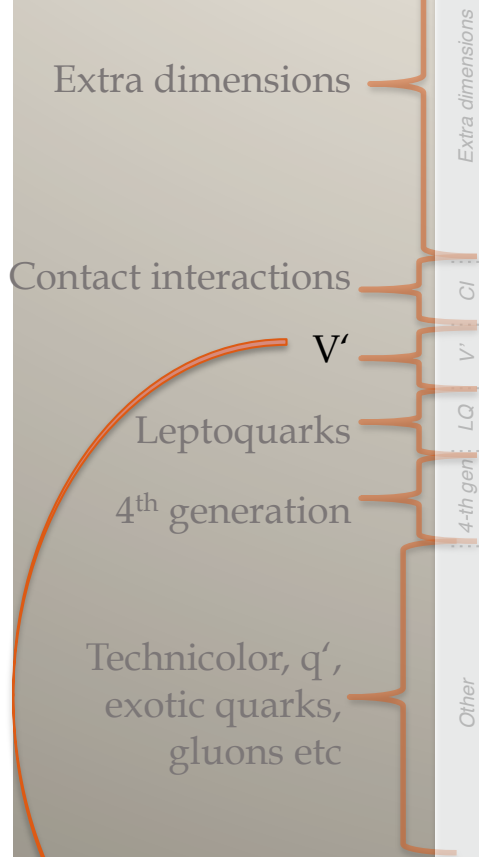 Extra dimensions
Extra dimensions
Contact interactions
CI
V‘
V’
Leptoquarks
LQ
4th generation
4-th gen.
Technicolor, q‘,
exotic quarks,
gluons etc
Other